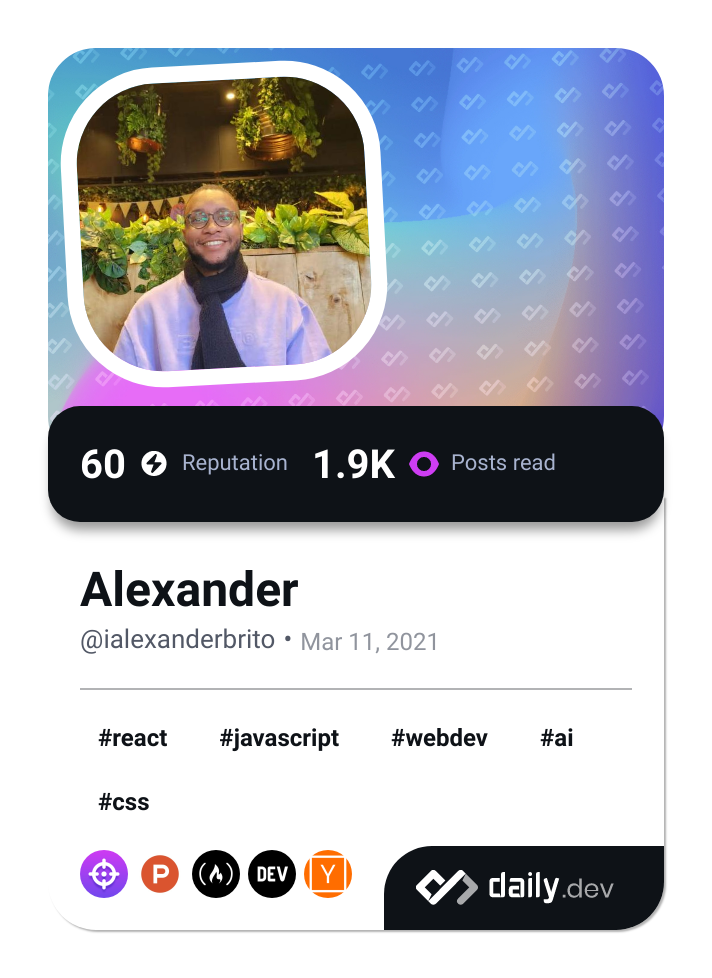 60 Reputation 1.9K Posts read
Alexander
@ialexanderbrito • Mar 11, 2021
#react #javascript #webdev #ai
#css
P DEV Y daily.dev